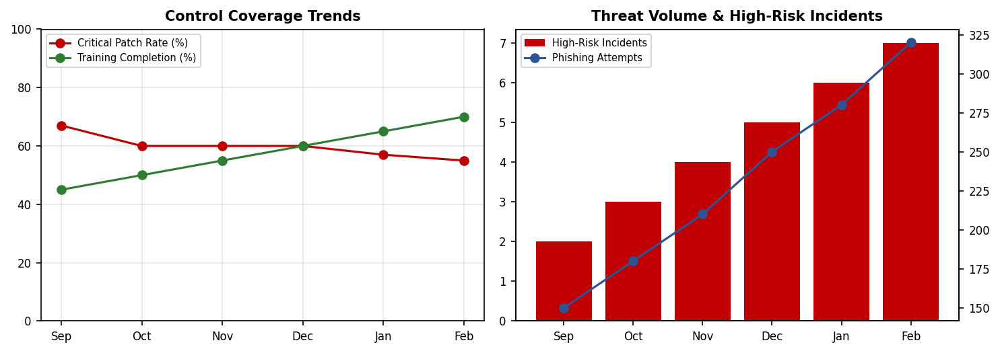 Control Coverage Trends
Critical Patch Rate (%)
Training Completion (%)
100
80
60
40
20
0
Sep Oct Nov Dec Jan Feb
Threat Volume & High-Risk Incidents
High-Risk Incidents
Phishing Attempts
7
6
5
4
3
2
1
0
325
300
275
250
225
200
175
150
Sep Oct Nov Dec Jan Feb